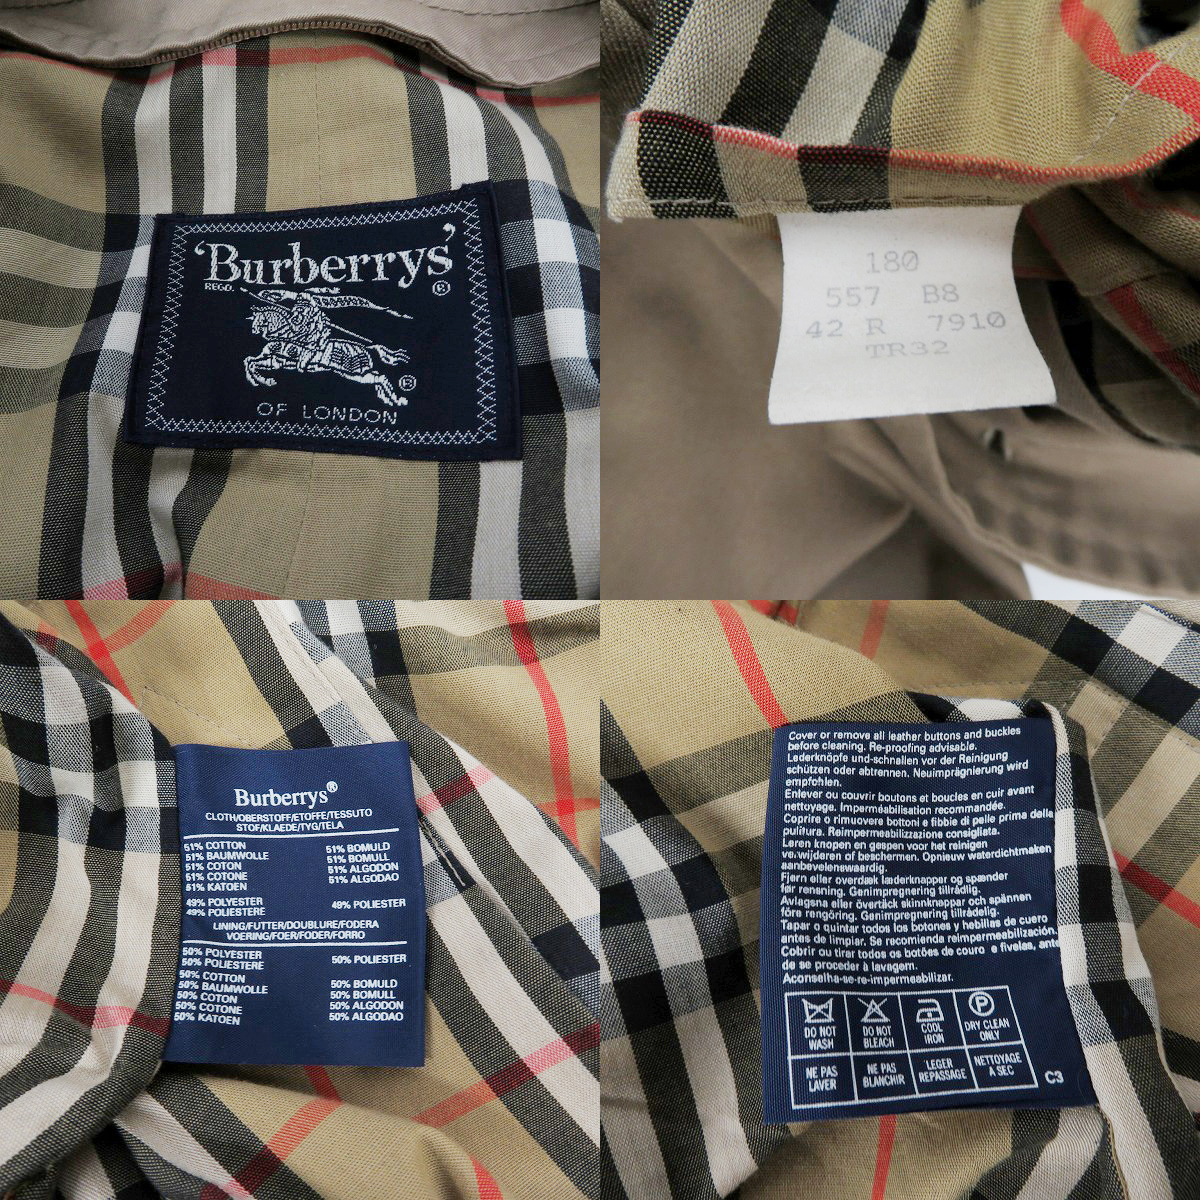 'Burberrys'
REGD. ®
®
OF LONDON
180
557 B8
42 R 7910
TR32
Burberrys®
CLOTH/OBERSTOFF/ETOFFE/TESSUTO
STOF/KLAEDE/TYG/TELA
51% COTTON 51% BOMULD
51% BAUMWOLLE 51% BOMULL
51% COTON 51% ALGODON
51% COTONE 51% ALGODAO
51% KATOEN
49% POLYESTER 49% POLIESTER
49% POLIESTERE
LINING/FUTTER/DOUBLURE/FODERA
VOERING/FOER/FODER/FORRO
50% POLYESTER 50% POLIESTER
50% POLIESTERE
50% COTTON 50% BOMULD
50% BAUMWOLLE 50% BOMULL
50% COTON 50% ALGODON
50% COTONE 50% ALGODAO
50% KATOEN
Cover or remove all leather buttons and buckles
before cleaning. Re-proofing advisable.
Lederknöpfe und-schnallen vor der Reinigung
schützen oder abtrennen. Neuimprägnierung wird
empfohlen.
Enlever ou couvrir boutons et boucles en cuir avant
nettoyage. Imperméabilisation recommandée.
Coprire o rimuovere bottoni e fibbie di pelle prima della
pulitura. Reimpermeabilizzazione consigliata.
Leren knopen en gespen voor het reinigen
verwijderen of beschermen. Opnieuw waterdichtmaken
aanbevelenswaardig.
Fjern eller overdæk læderknapper og spænder
før rensning. Genimpregnering tillrådig.
Avlagsna eller övertäck skinnknappar och spännen
före rengöring. Genimpregnering tillrådelig.
Tapar o quintar todos los botones y hebillas de cuero
antes de limpiar. Se recomienda reimpermeabilización.
Cobrir ou tirar todos os botões de couro e fivelas, ante
de se proceder à lavagem.
Aconselha-se-re-impermeabilizar.
DO NOT WASH DO NOT BLEACH COOL IRON DRY CLEAN ONLY
NE PAS LAVER NE PAS BLANCHIR LEGER REPASSAGE NETTOYAGE A SEC
C3